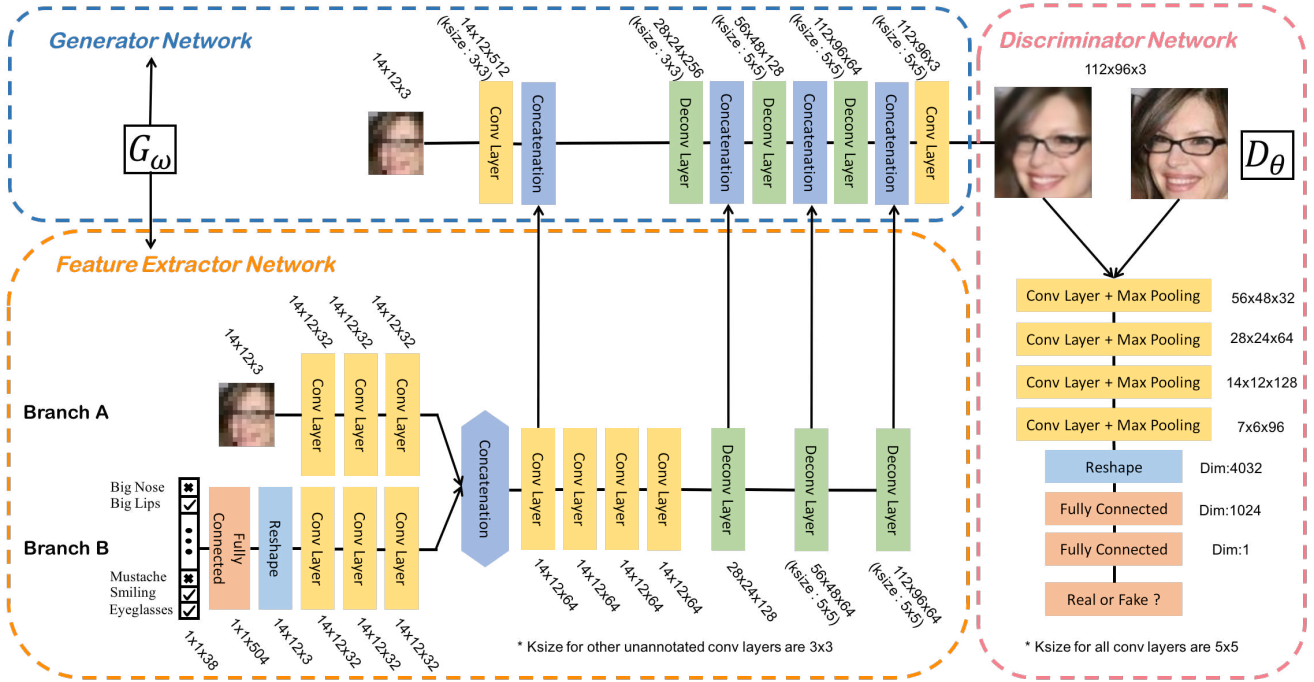 Generator Network
Gω
14x12x3
14x12x512
(ksize : 3x3)
28x24x256
(ksize : 3x3)
56x48x128
(ksize : 5x5)
112x96x64
(ksize : 5x5)
112x96x3
(ksize : 5x5)
Conv Layer
Concatenation
Deconv Layer
Concatenation
Deconv Layer
Concatenation
Deconv Layer
Concatenation
Conv Layer
Discriminator Network
112x96x3
Dθ
Conv Layer + Max Pooling
56x48x32
Conv Layer + Max Pooling
28x24x64
Conv Layer + Max Pooling
14x12x128
Conv Layer + Max Pooling
7x6x96
Reshape
Dim:4032
Fully Connected
Dim:1024
Fully Connected
Dim:1
Real or Fake ?
* Ksize for all conv layers are 5x5
Feature Extractor Network
Branch A
14x12x3
14x12x32
14x12x32
14x12x32
Conv Layer
Conv Layer
Conv Layer
Branch B
Big Nose
Big Lips
Mustache
Smiling
Eyeglasses
Fully
Connected
Reshape
Conv Layer
Conv Layer
Conv Layer
1x1x38
1x1x504
14x12x3
14x12x32
14x12x32
14x12x32
Concatenation
Conv Layer
Conv Layer
Conv Layer
Conv Layer
Deconv Layer
Deconv Layer
Deconv Layer
14x12x64
14x12x64
14x12x64
14x12x64
28x24x128
56x48x64
(ksize : 5x5)
112x96x64
(ksize : 5x5)
* Ksize for other unannotated conv layers are 3x3